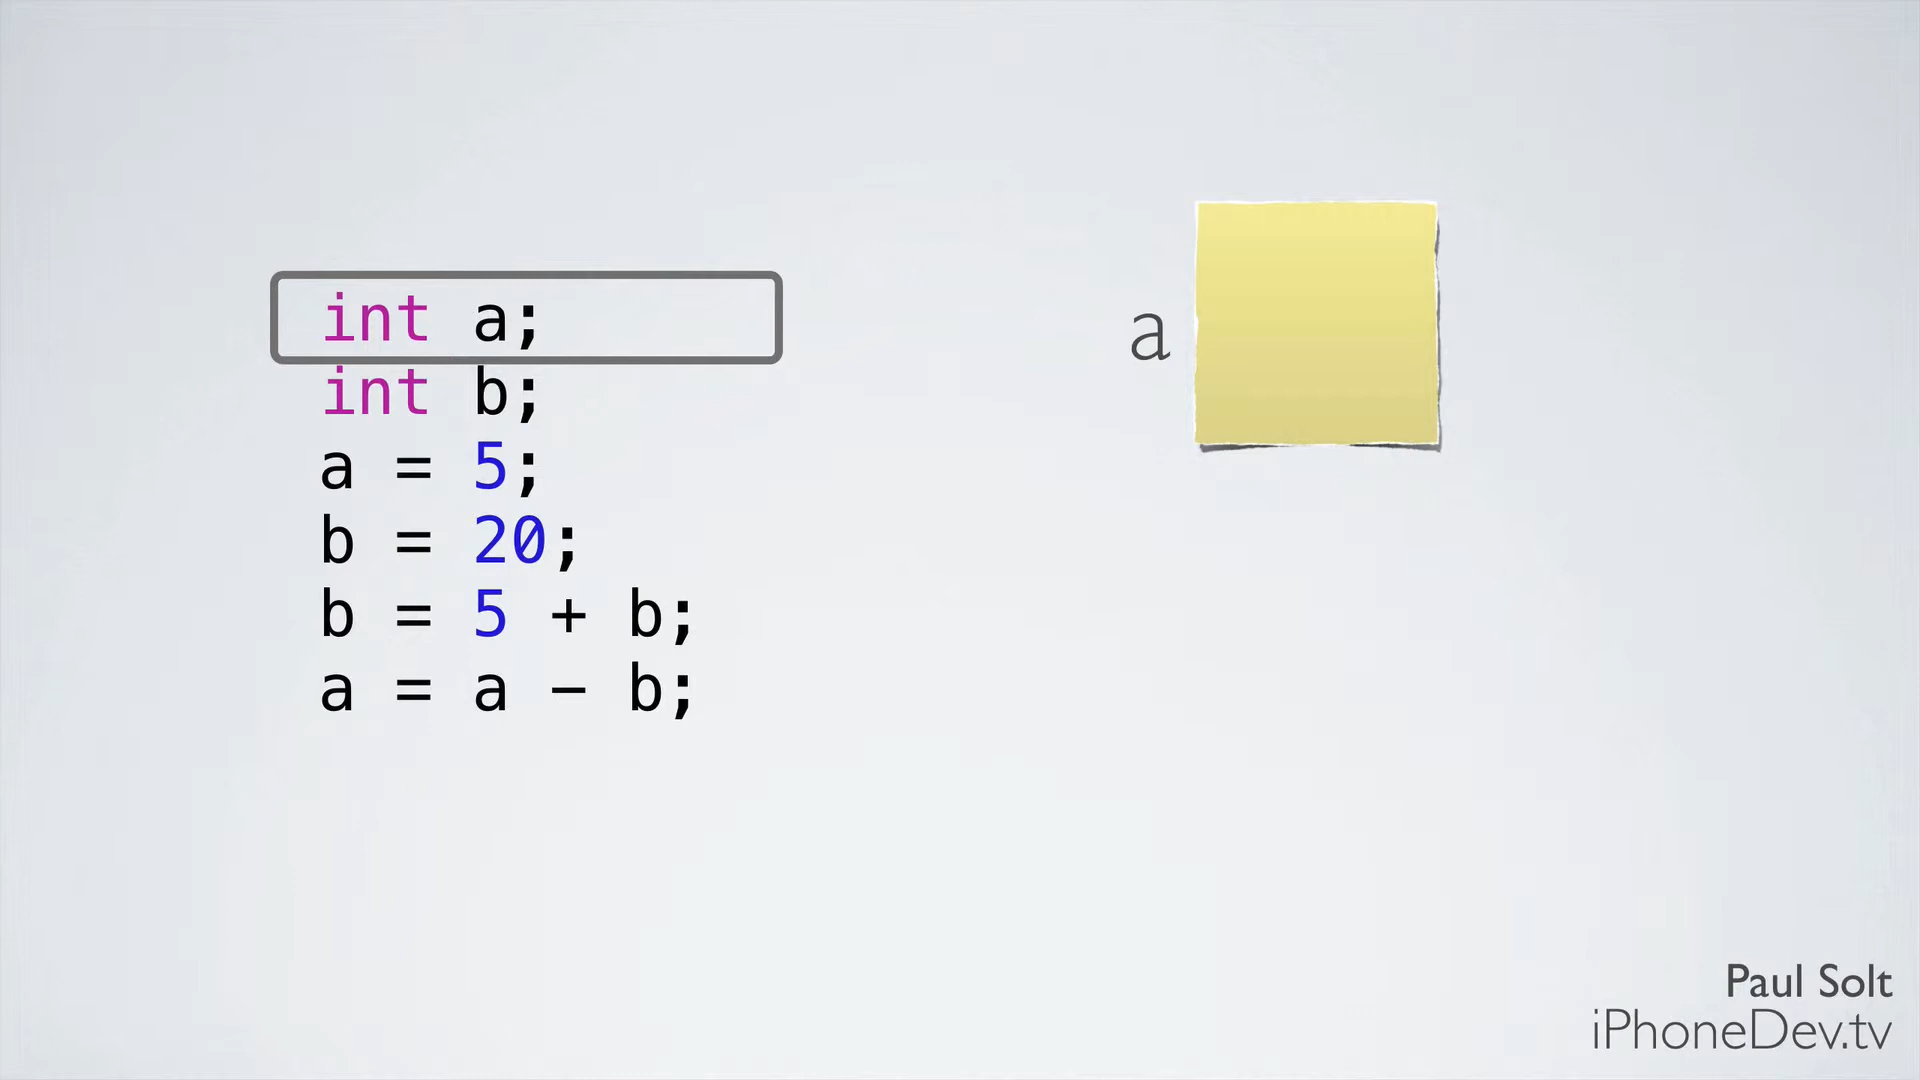 int a;
int b;
a = 5;
b = 20;
b = 5 + b;
a = a − b;
a
Paul Solt
iPhoneDev.tv